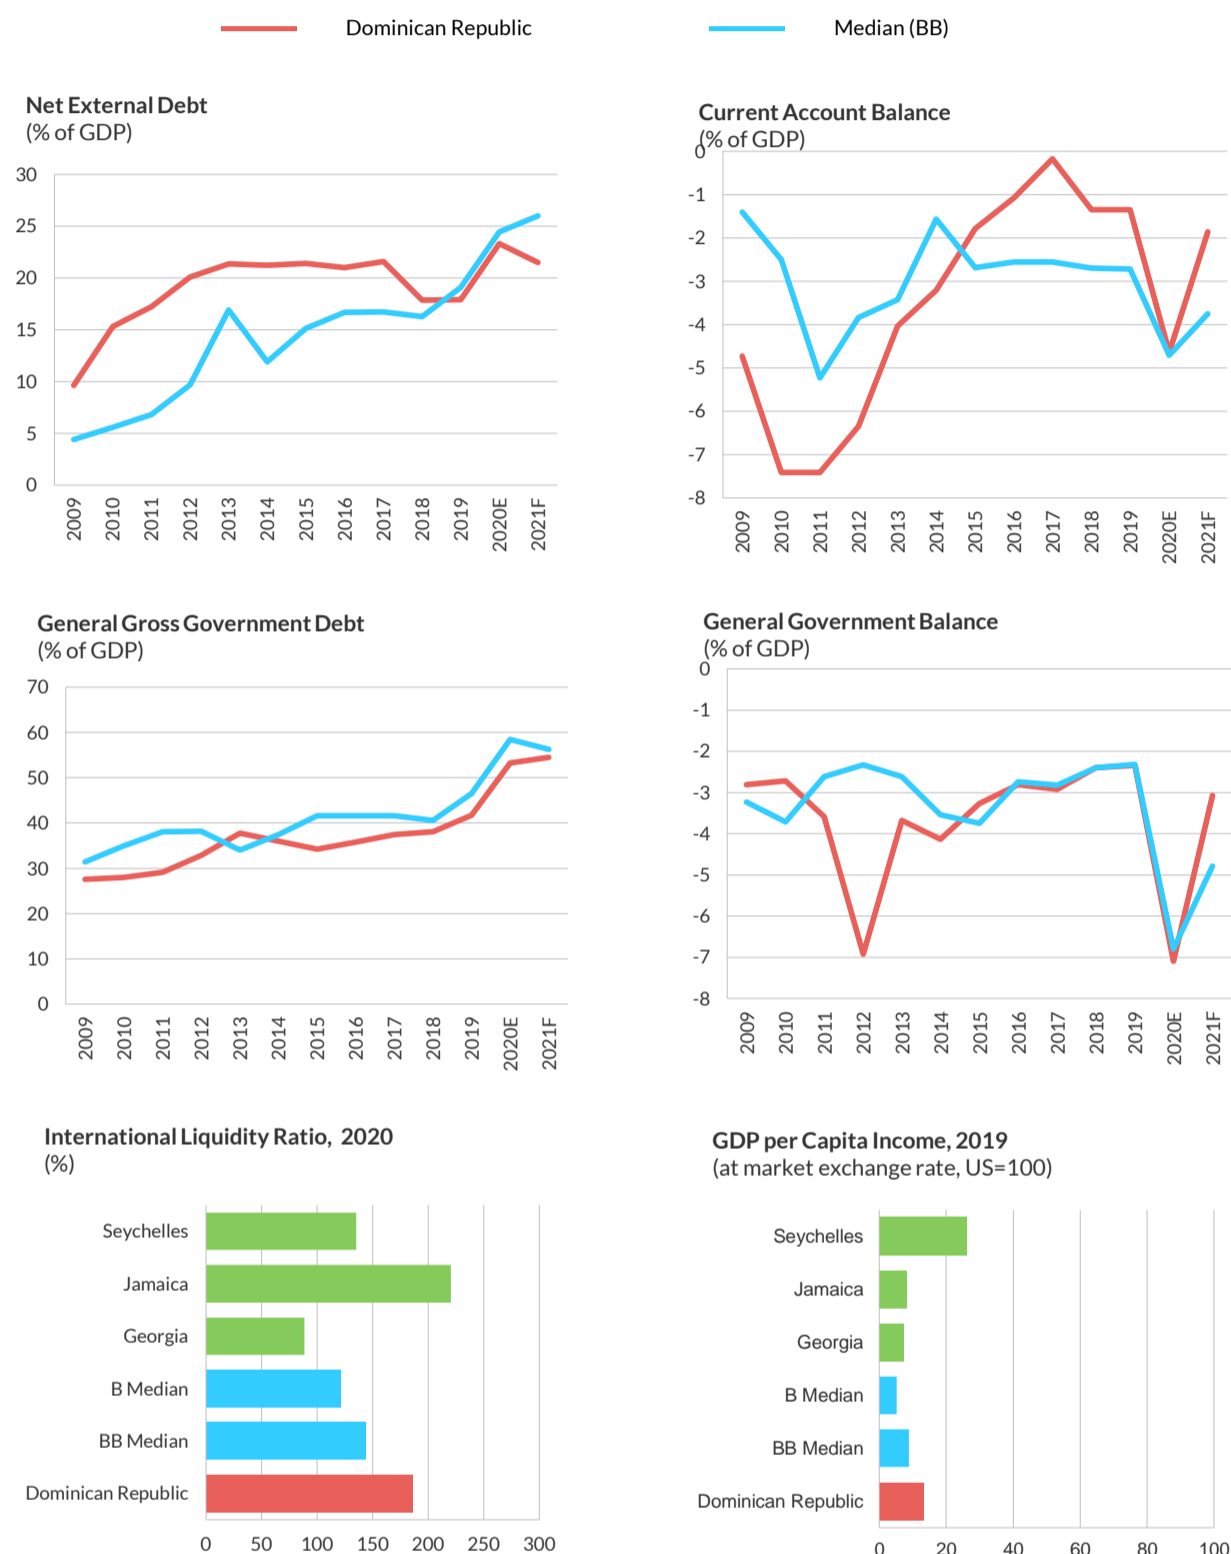 Dominican Republic
Median (BB)
Net External Debt
(% of GDP)
30
25
20
15
10
5
0
2009
2010
2011
2012
2013
2014
2015
2016
2017
2018
2019
2020E
2021F
Current Account Balance
(% of GDP)
0
-1
-2
-3
-4
-5
-6
-7
-8
2009
2010
2011
2012
2013
2014
2015
2016
2017
2018
2019
2020E
2021F
General Gross Government Debt
(% of GDP)
70
60
50
40
30
20
10
0
2009
2010
2011
2012
2013
2014
2015
2016
2017
2018
2019
2020E
2021F
General Government Balance
(% of GDP)
0
-1
-2
-3
-4
-5
-6
-7
-8
2009
2010
2011
2012
2013
2014
2015
2016
2017
2018
2019
2020E
2021F
International Liquidity Ratio, 2020
(%)
Seychelles
Jamaica
Georgia
B Median
BB Median
Dominican Republic
0 50 100 150 200 250 300
GDP per Capita Income, 2019
(at market exchange rate, US=100)
Seychelles
Jamaica
Georgia
B Median
BB Median
Dominican Republic
0 20 40 60 80 100